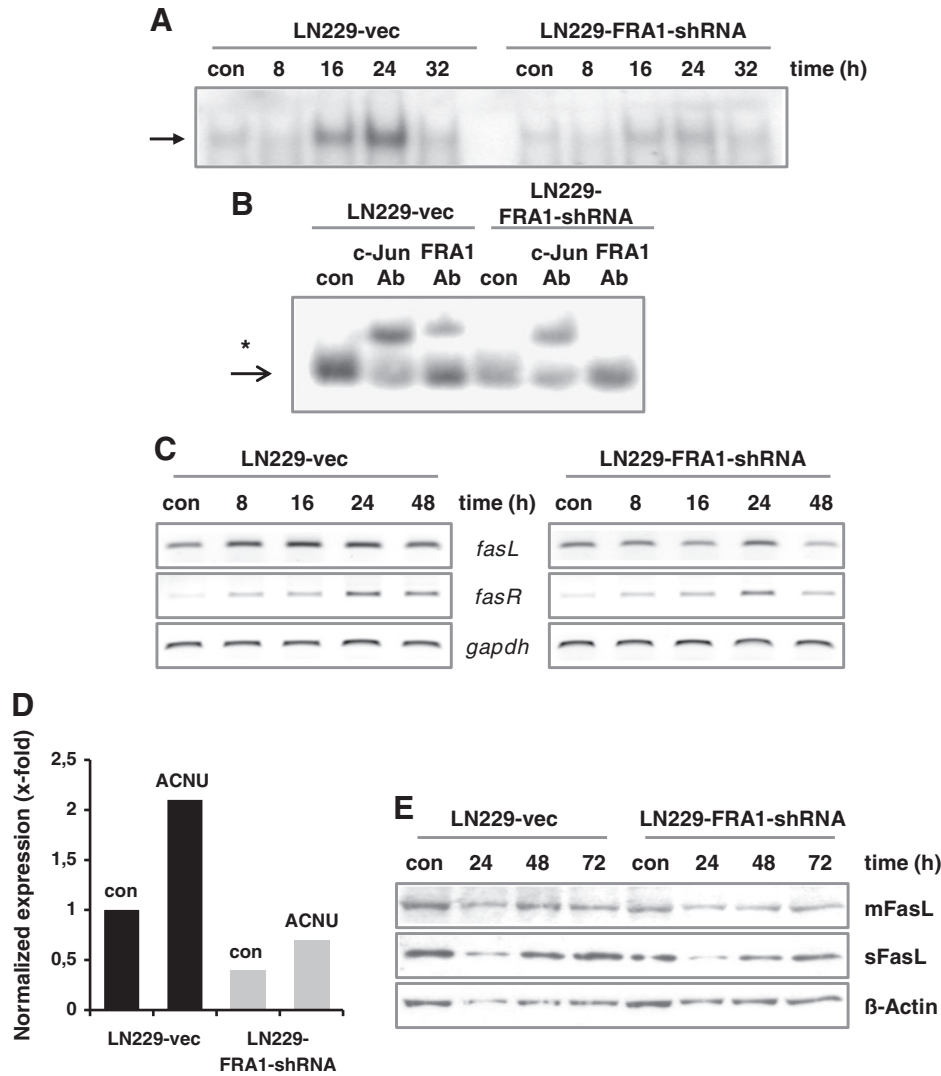 A
LN229-vec LN229-FRA1-shRNA
con 8 16 24 32 con 8 16 24 32 time (h)
B
LN229-vec LN229-
FRA1-shRNA
c-Jun FRA1 c-Jun FRA1
con Ab Ab con Ab Ab
*
C
LN229-vec LN229-FRA1-shRNA
con 8 16 24 48 time (h) con 8 16 24 48
fasL
fasR
gapdh
D
Normalized expression (x-fold)
2,5
2
1,5
1
0,5
0
con
ACNU
con
ACNU
LN229-vec LN229-
FRA1-shRNA
E
LN229-vec LN229-FRA1-shRNA
con 24 48 72 con 24 48 72 time (h)
mFasL
sFasL
ß-Actin